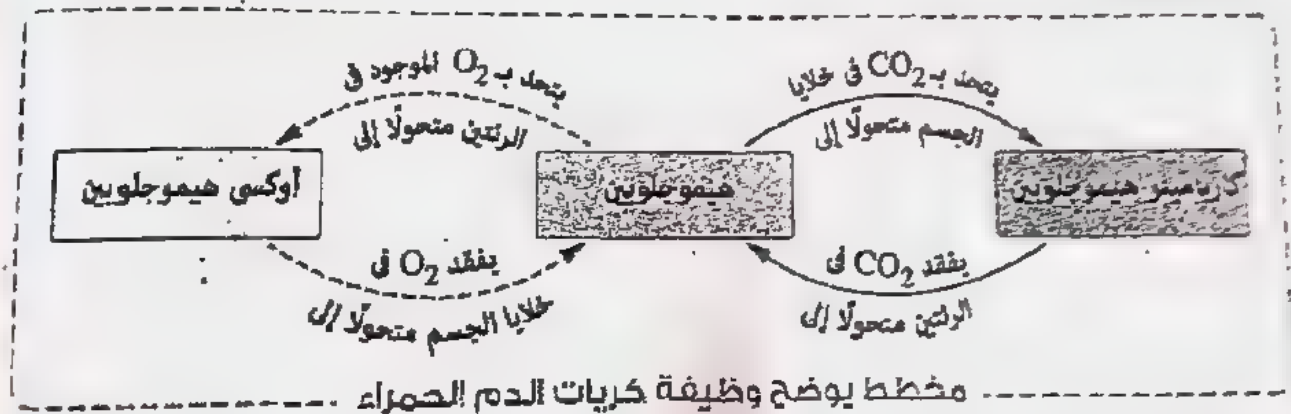 يتحد بـ CO₂ في خلايا
الجسم متحولًا إلى
يتحد بـ O₂ الموجود في
الرئتين متحولًا إلى
كاربامينو هيموجلوبين
هيموجلوبين
أوكسى هيموجلوبين
يفقد CO₂ في
الرئتين متحولًا إلى
يفقد O₂ في
خلايا الجسم متحولًا إلى
مخطط يوضح وظيفة كريات الدم الحمراء